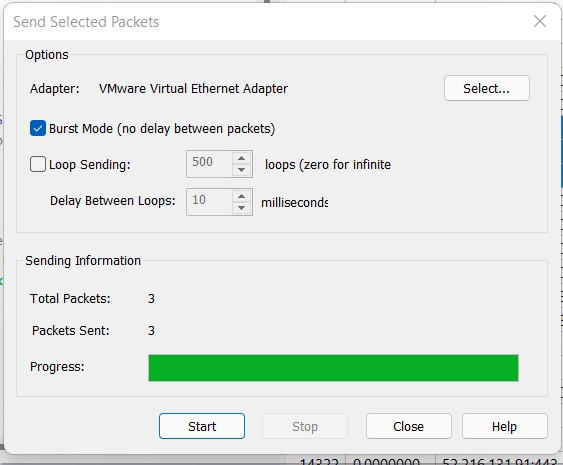 Send Selected Packets
Options
Adapter: VMware Virtual Ethernet Adapter Select...
Burst Mode (no delay between packets)
Loop Sending: 500 loops (zero for infinite
Delay Between Loops: 10 milliseconds
Sending Information
Total Packets: 3
Packets Sent: 3
Progress:
Start Stop Close Help
14322 0.0000000 52.216.131.91:443